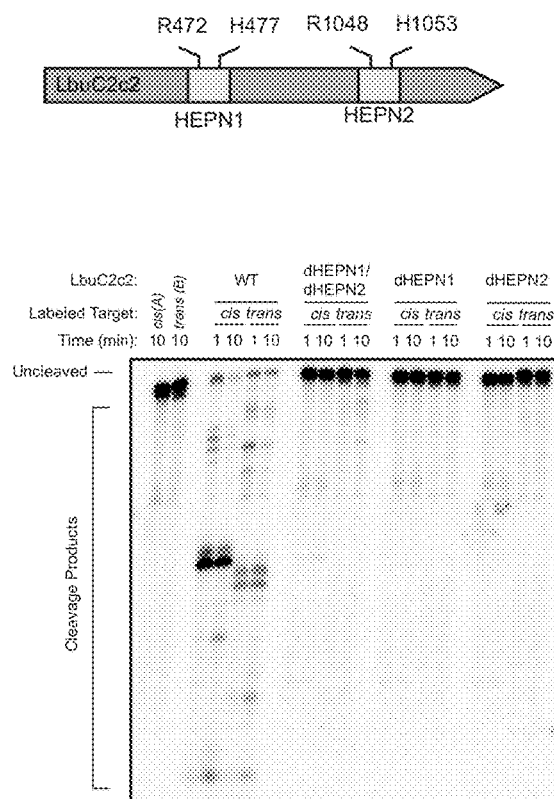 R472 H477 R1048 H1053
LbuC2c2
HEPN1 HEPN2
LbuC2c2: cis(A) trans (B) WT dHEPN1/dHEPN2 dHEPN1 dHEPN2
Labeled Target: cis trans cis trans cis trans cis trans
Time (min): 10 10 1 10 1 10 1 10 1 10 1 10 1 10 1 10 1 10
Uncleaved
Cleavage Products